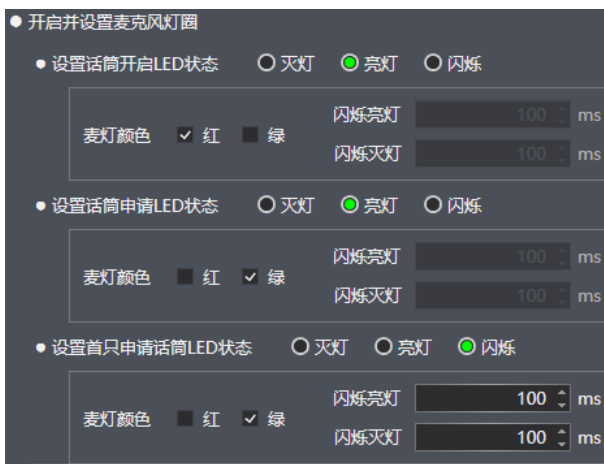 开启并设置麦克风灯圈
设置话筒开启LED状态 灭灯 亮灯 闪烁
闪烁亮灯 100 ms
麦灯颜色 红 绿
闪烁灭灯 100 ms
设置话筒申请LED状态 灭灯 亮灯 闪烁
闪烁亮灯 100 ms
麦灯颜色 红 绿
闪烁灭灯 100 ms
设置首只申请话筒LED状态 灭灯 亮灯 闪烁
闪烁亮灯 100 ms
麦灯颜色 红 绿
闪烁灭灯 100 ms